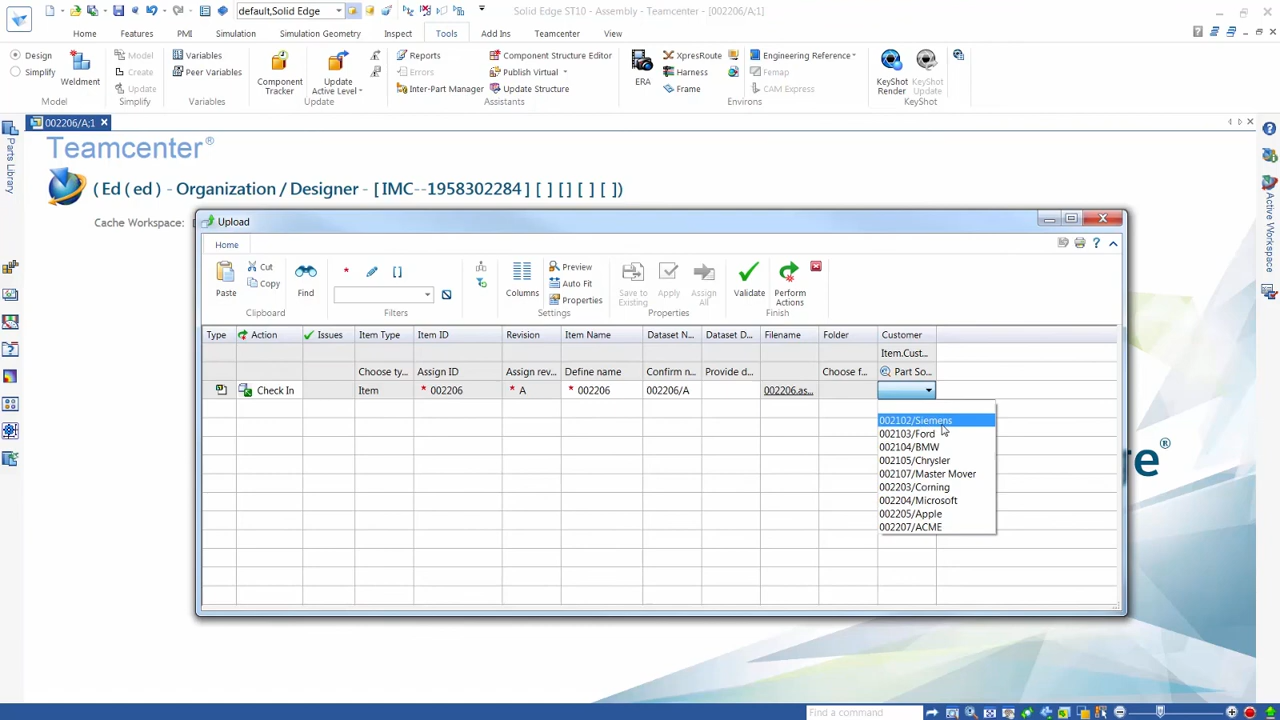 default,Solid Edge
Solid Edge ST10 - Assembly - Teamcenter - [002206/A;1]
Home Features PMI Simulation Simulation Geometry Inspect Tools Add Ins Teamcenter View
Design
Simplify
Weldment
Model
Model
Create
Update
Simplify
Variables
Peer Variables
Variables
Component Tracker
Update Active Level
Update
Reports
Errors
Inter-Part Manager
Component Structure Editor
Publish Virtual
Update Structure
Assistants
ERA
XpresRoute
Harness
Frame
Engineering Reference
Femap
CAM Express
Environs
KeyShot Render
KeyShot Update
KeyShot
002206/A;1
Parts Library
Teamcenter®
( Ed ( ed ) - Organization / Designer - [ IMC--1958302284 ] [ ] [] [ ] [ ])
Cache Workspace:
Active Workspace
Upload
Home
Paste
Cut
Copy
Clipboard
Find
Filters
Columns
Preview
Auto Fit
Properties
Settings
Save to Existing
Apply
Assign All
Properties
Validate
Perform Actions
Finish
Type Action Issues Item Type Item ID Revision Item Name Dataset N... Dataset D... Filename Folder Customer
Item.Cust...
Choose ty... Assign ID Assign rev... Define name Confirm n... Provide d... Choose f... Part So...
Check In Item * 002206 * A * 002206 002206/A 002206.as...
002102/Siemens
002103/Ford
002104/BMW
002105/Chrysler
002107/Master Mover
002203/Corning
002204/Microsoft
002205/Apple
002207/ACME
e®
Find a command